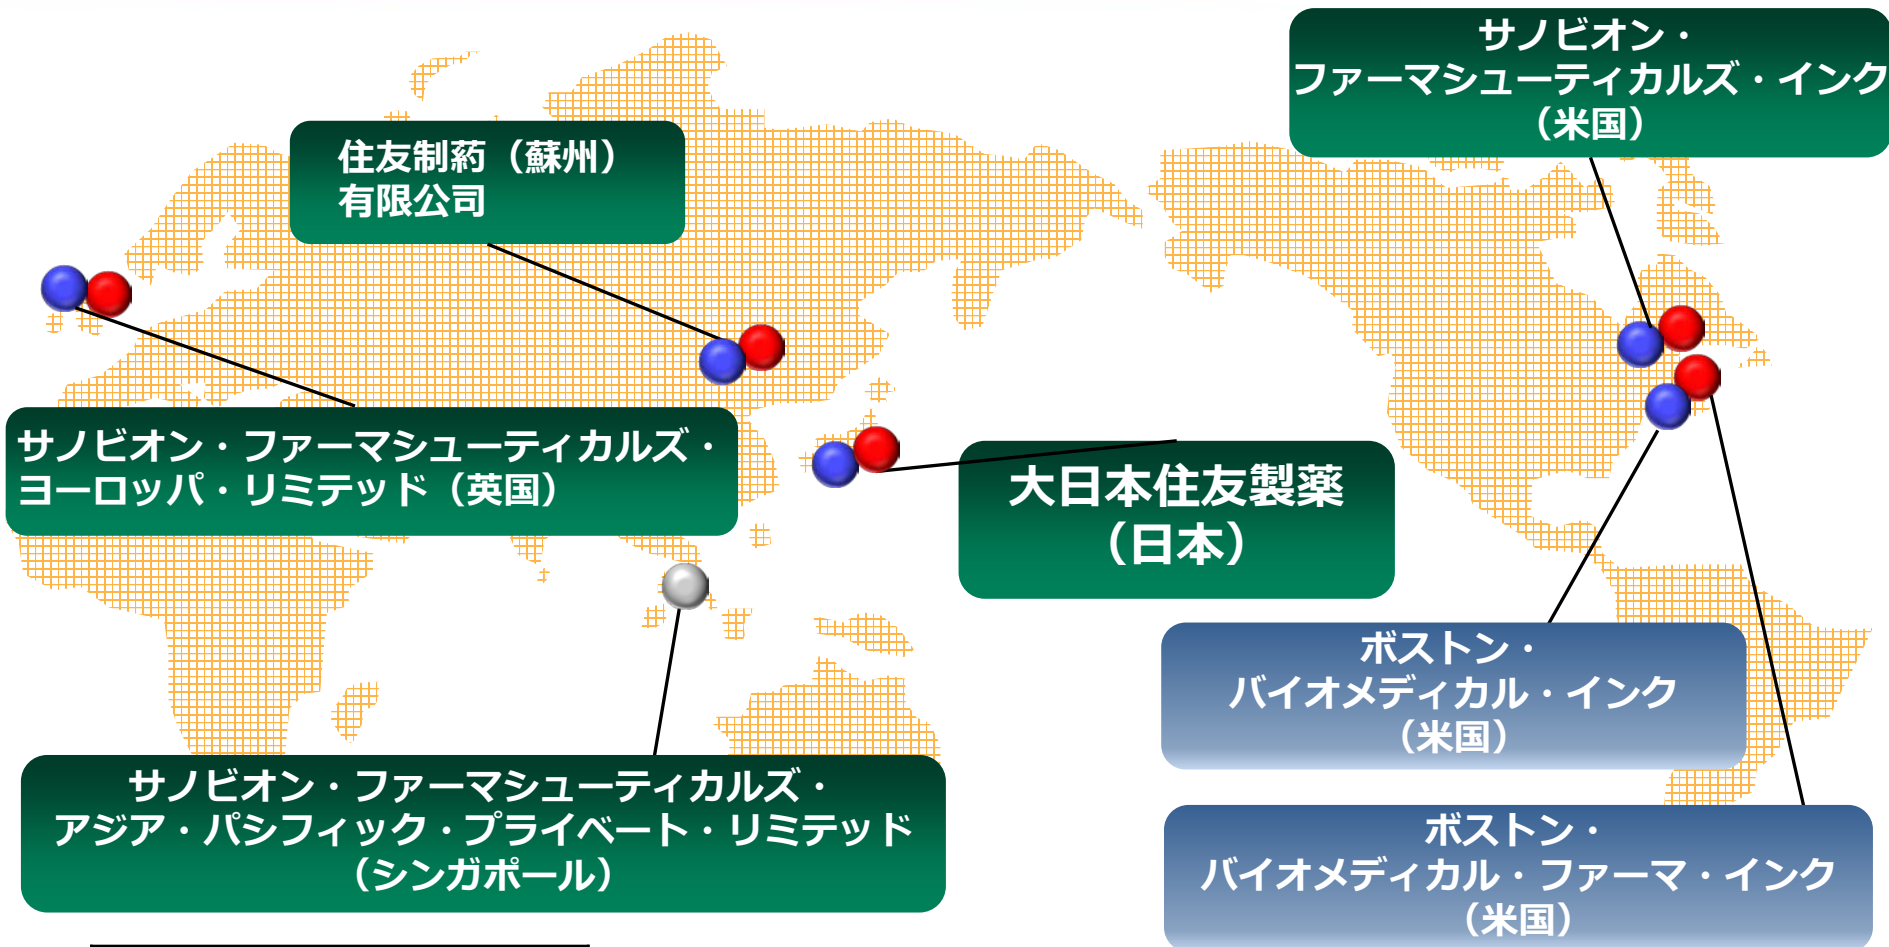 サノビオン・
ファーマシューティカルズ・インク
（米国）
住友制药（蘇州）
有限公司
サノビオン・ファーマシューティカルズ・
ヨーロッパ・リミテッド（英国）
大日本住友製薬
（日本）
ボストン・
バイオメディカル・インク
（米国）
サノビオン・ファーマシューティカルズ・
アジア・パシフィック・プライベート・リミテッド
（シンガポール）
ボストン・
バイオメディカル・ファーマ・インク
（米国）